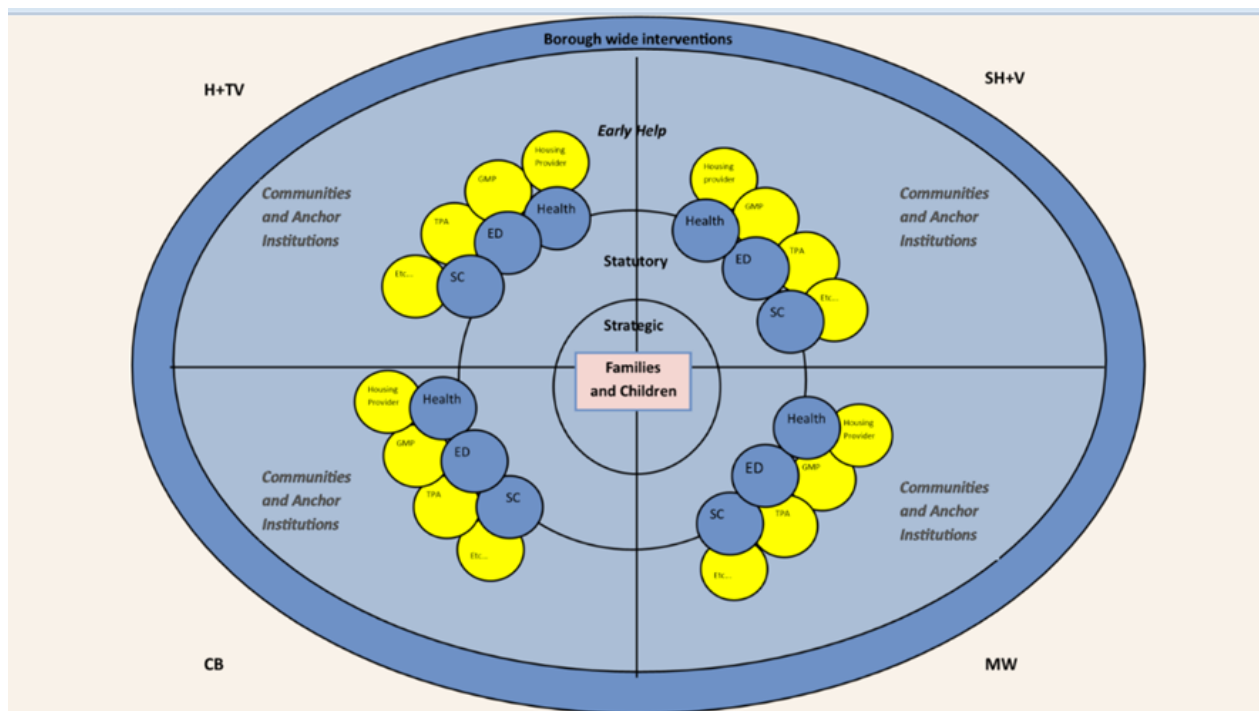 Borough wide interventions
H+TV
SH+V
Early Help
Communities
and Anchor
Institutions
Housing
Provider
GMP
Health
TPA
ED
Etc...
SC
Housing
provider
Health
GMP
ED
TPA
SC
Etc...
Communities
and Anchor
Institutions
Statutory
Strategic
Families
and Children
Housing
Provider
Health
GMP
ED
TPA
SC
Etc...
Communities
and Anchor
Institutions
Health
Housing
Provider
ED
GMP
SC
TPA
Etc...
Communities
and Anchor
Institutions
CB
MW